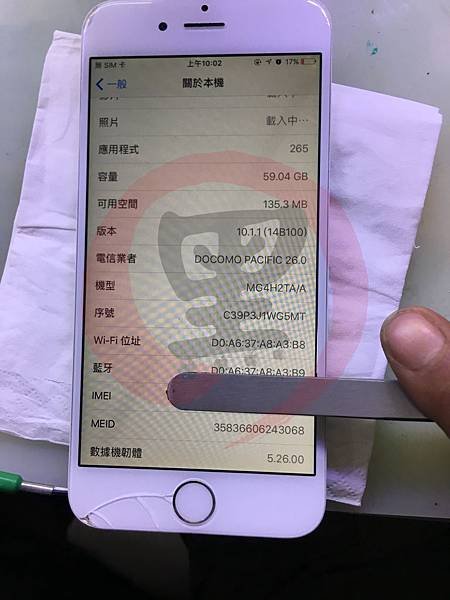 無 SIM 卡 上午10:02 17%
一般 關於本機
照片 載入中…
應用程式 265
容量 59.04 GB
可用空間 135.3 MB
版本 10.1.1 (14B100)
電信業者 DOCOMO PACIFIC 26.0
機型 MG4H2TA/A
序號 C39P3J1WG5MT
Wi-Fi 位址 D0:A6:37:A8:A3:B8
藍牙 D0:A6:37:A8:A3:B9
IMEI
MEID 35836606243068
數據機韌體 5.26.00